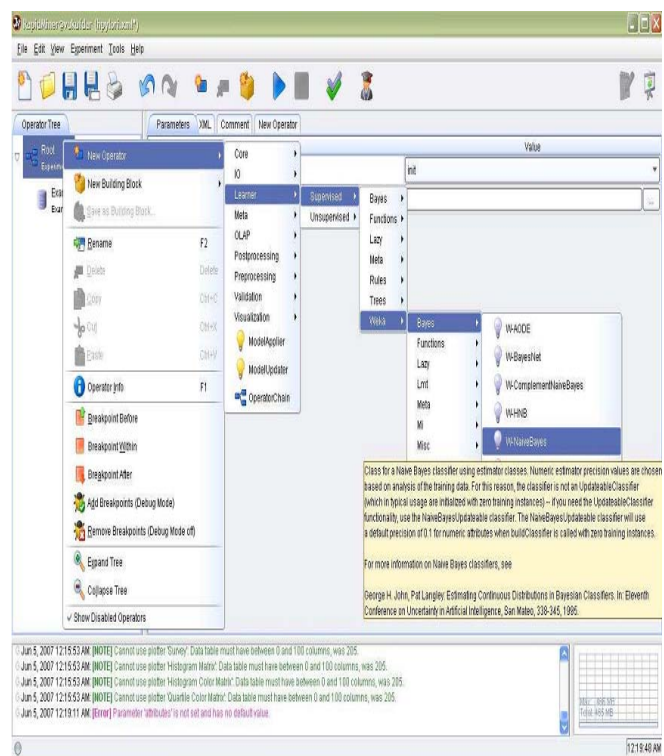 RapidMiner@vukufder (hpylori.xml*)
File Edit View Experiment Tools Help
Operator Tree
Parameters XML Comment New Operator
Value
Root
init
New Operator
New Building Block
Save as Building Block...
Rename F2
Delete Delete
Copy Ctrl+C
Cut Ctrl+X
Paste Ctrl+V
Operator Info F1
Breakpoint Before
Breakpoint Within
Breakpoint After
Add Breakpoints (Debug Mode)
Remove Breakpoints (Debug Mode off)
Expand Tree
Collapse Tree
Show Disabled Operators
Core
IO
Learner
Meta
OLAP
Postprocessing
Preprocessing
Validation
Visualization
ModelApplier
ModelUpdater
OperatorChain
Supervised
Unsupervised
Bayes
Functions
Lazy
Meta
Rules
Trees
Weka
Bayes
Functions
Lazy
Lmt
Meta
Mi
Misc
W-AODE
W-BayesNet
W-ComplementNaiveBayes
W-HNB
W-NaiveBayes
Class for a Naive Bayes classifier using estimator classes. Numeric estimator precision values are chosen
based on analysis of the training data. For this reason, the classifier is not an UpdateableClassifier
(which in typical usage are initialized with zero training instances) -- if you need the UpdateableClassifier
functionality, use the NaiveBayesUpdateable classifier. The NaiveBayesUpdateable classifier will use
a default precision of 0.1 for numeric attributes when buildClassifier is called with zero training instances.
For more information on Naive Bayes classifiers, see
George H. John, Pat Langley: Estimating Continuous Distributions in Bayesian Classifiers. In: Eleventh
Conference on Uncertainty in Artificial Intelligence, San Mateo, 338-345, 1995.
Jun 5, 2007 12:15:53 AM: [NOTE] Cannot use plotter 'Survey': Data table must have between 0 and 100 columns, was 205.
Jun 5, 2007 12:15:53 AM: [NOTE] Cannot use plotter 'Histogram Matrix': Data table must have between 0 and 100 columns, was 205.
Jun 5, 2007 12:15:53 AM: [NOTE] Cannot use plotter 'Histogram Color Matrix': Data table must have between 0 and 100 columns, was 205.
Jun 5, 2007 12:15:53 AM: [NOTE] Cannot use plotter 'Quartile Color Matrix': Data table must have between 0 and 100 columns, was 205.
Jun 5, 2007 12:19:11 AM: [Error] Parameter 'attributes' is not set and has no default value.
12:19:48 AM